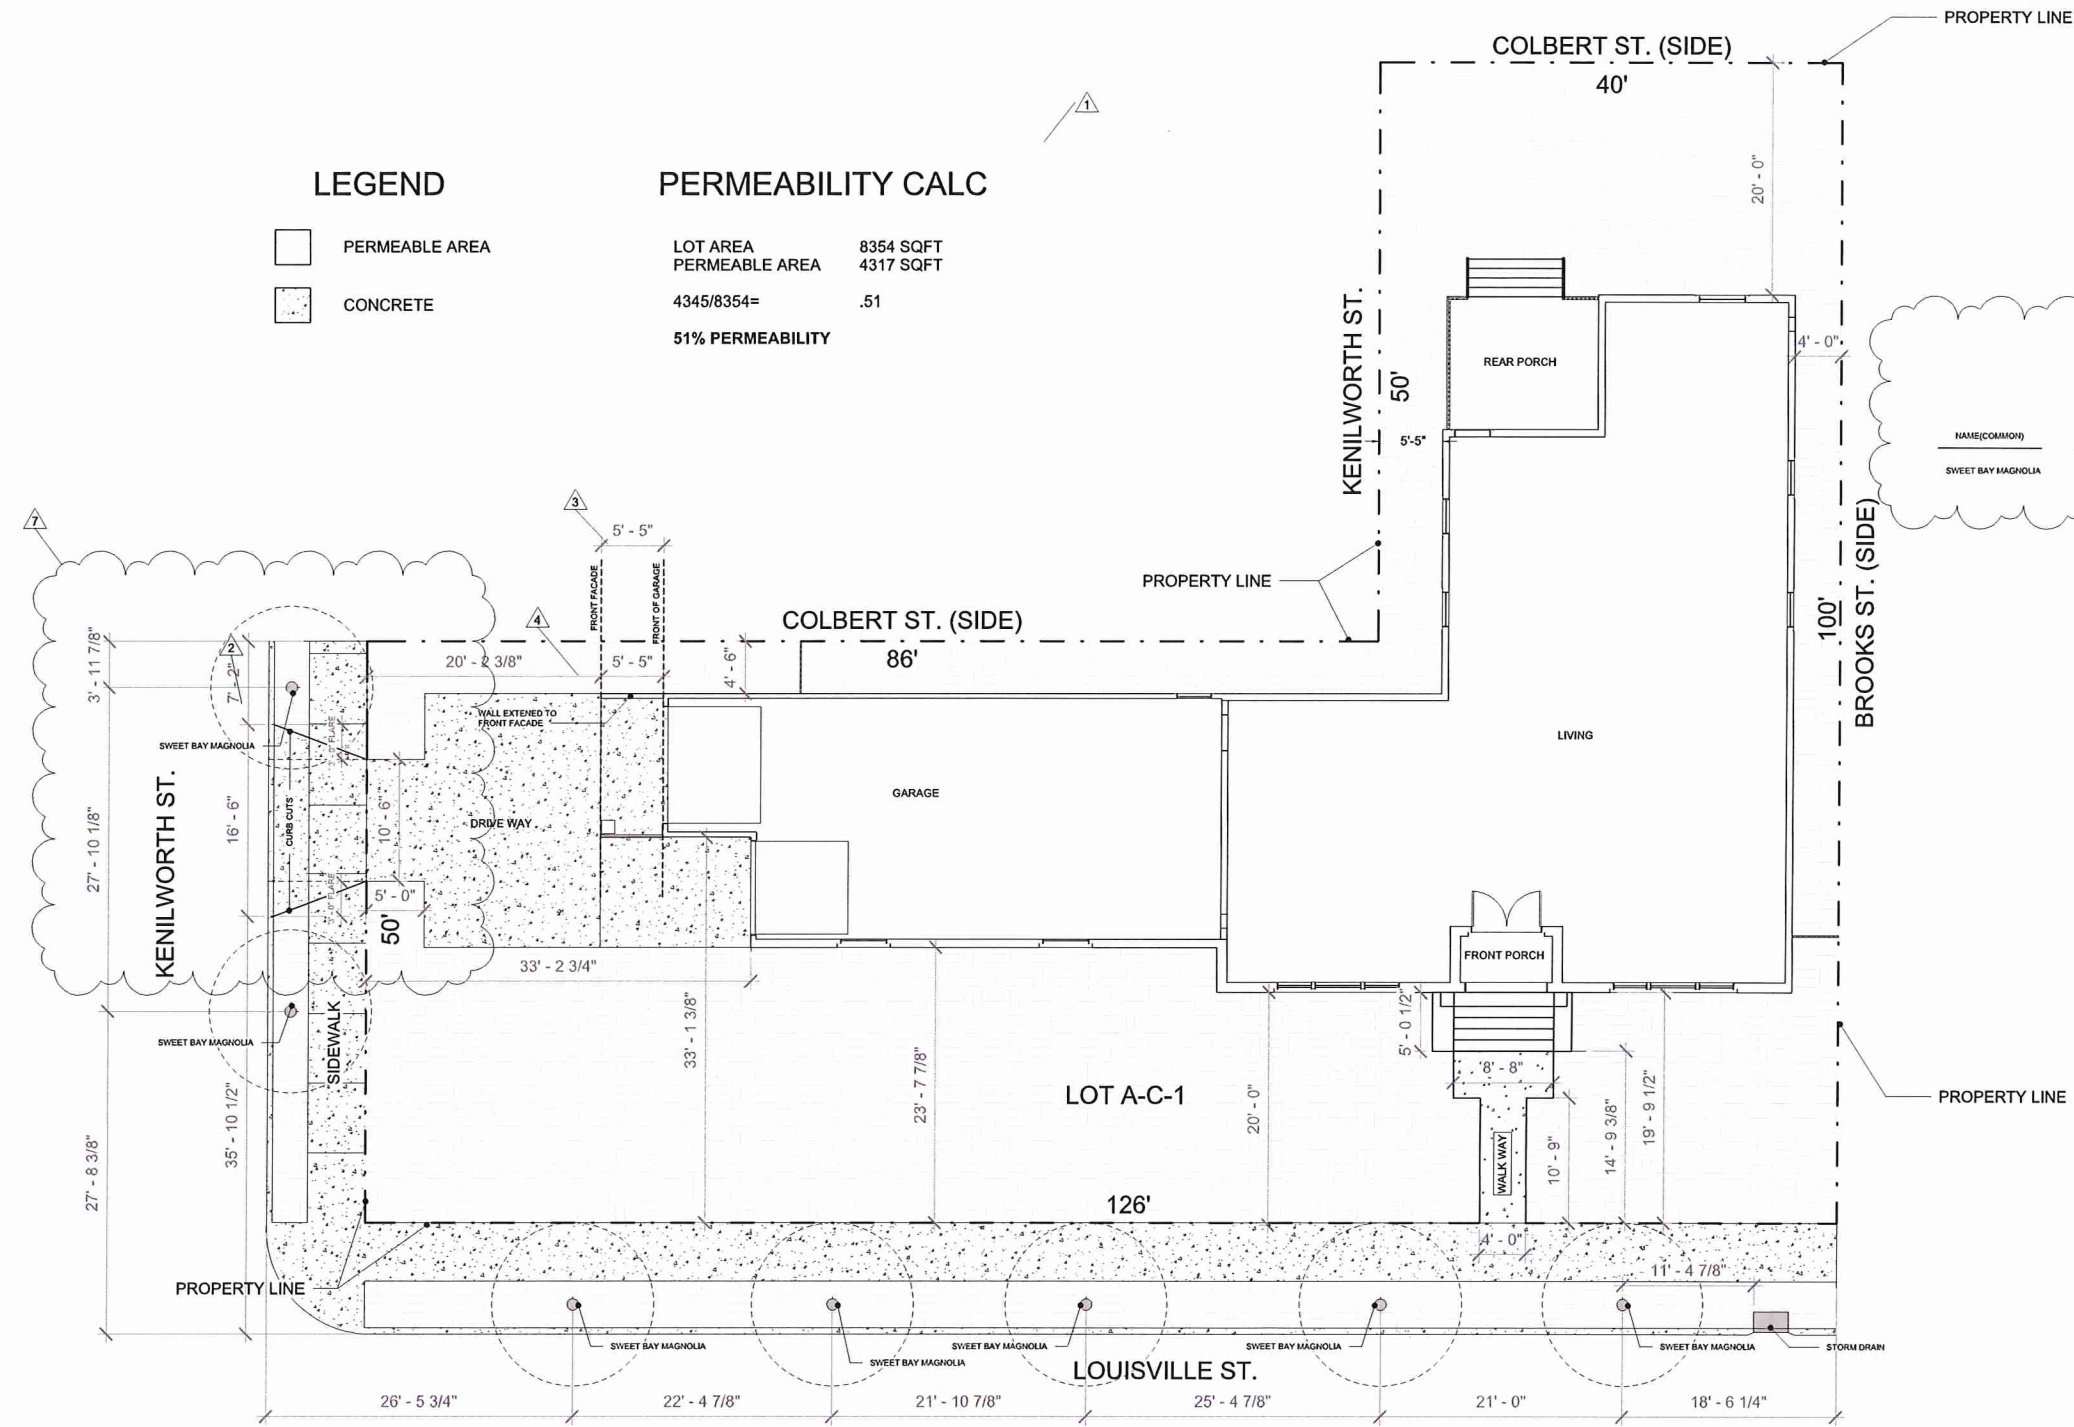 PROPERTY LINE
COLBERT ST. (SIDE)
40'
1
LEGEND
PERMEABLE AREA
CONCRETE
PERMEABILITY CALC
LOT AREA 8354 SQFT
PERMEABLE AREA 4317 SQFT
4345/8354= .51
51% PERMEABILITY
20' - 0"
KENILWORTH ST.
50'
5'-5"
REAR PORCH
4' - 0"
NAME(COMMON)
SWEET BAY MAGNOLIA
BROOKS ST. (SIDE)
100'
PROPERTY LINE
7
3
5' - 5"
FRONT FACADE
FRONT OF GARAGE
4
COLBERT ST. (SIDE)
86'
20' - 2 3/8"
5' - 5"
4' - 6"
2
3' - 11 7/8"
7' - 2"
SWEET BAY MAGNOLIA
3'- 0" FLARE
WALL EXTENED TO
FRONT FACADE
LIVING
GARAGE
DRIVE WAY
KENILWORTH ST.
27' - 10 1/8"
16' - 6"
CURB CUTS
10' - 6"
3'- 0" FLARE
5' - 0"
50'
33' - 2 3/4"
FRONT PORCH
SWEET BAY MAGNOLIA
SIDEWALK
33' - 1 3/8"
23' - 7 7/8"
20' - 0"
5' - 0 1/2"
8' - 8"
LOT A-C-1
WALK WAY
10' - 9"
14' - 9 3/8"
19' - 9 1/2"
PROPERTY LINE
27' - 8 3/8"
35' - 10 1/2"
126'
4' - 0"
11' - 4 7/8"
PROPERTY LINE
SWEET BAY MAGNOLIA
SWEET BAY MAGNOLIA
SWEET BAY MAGNOLIA
SWEET BAY MAGNOLIA
SWEET BAY MAGNOLIA
STORM DRAIN
LOUISVILLE ST.
26' - 5 3/4"
22' - 4 7/8"
21' - 10 7/8"
25' - 4 7/8"
21' - 0"
18' - 6 1/4"